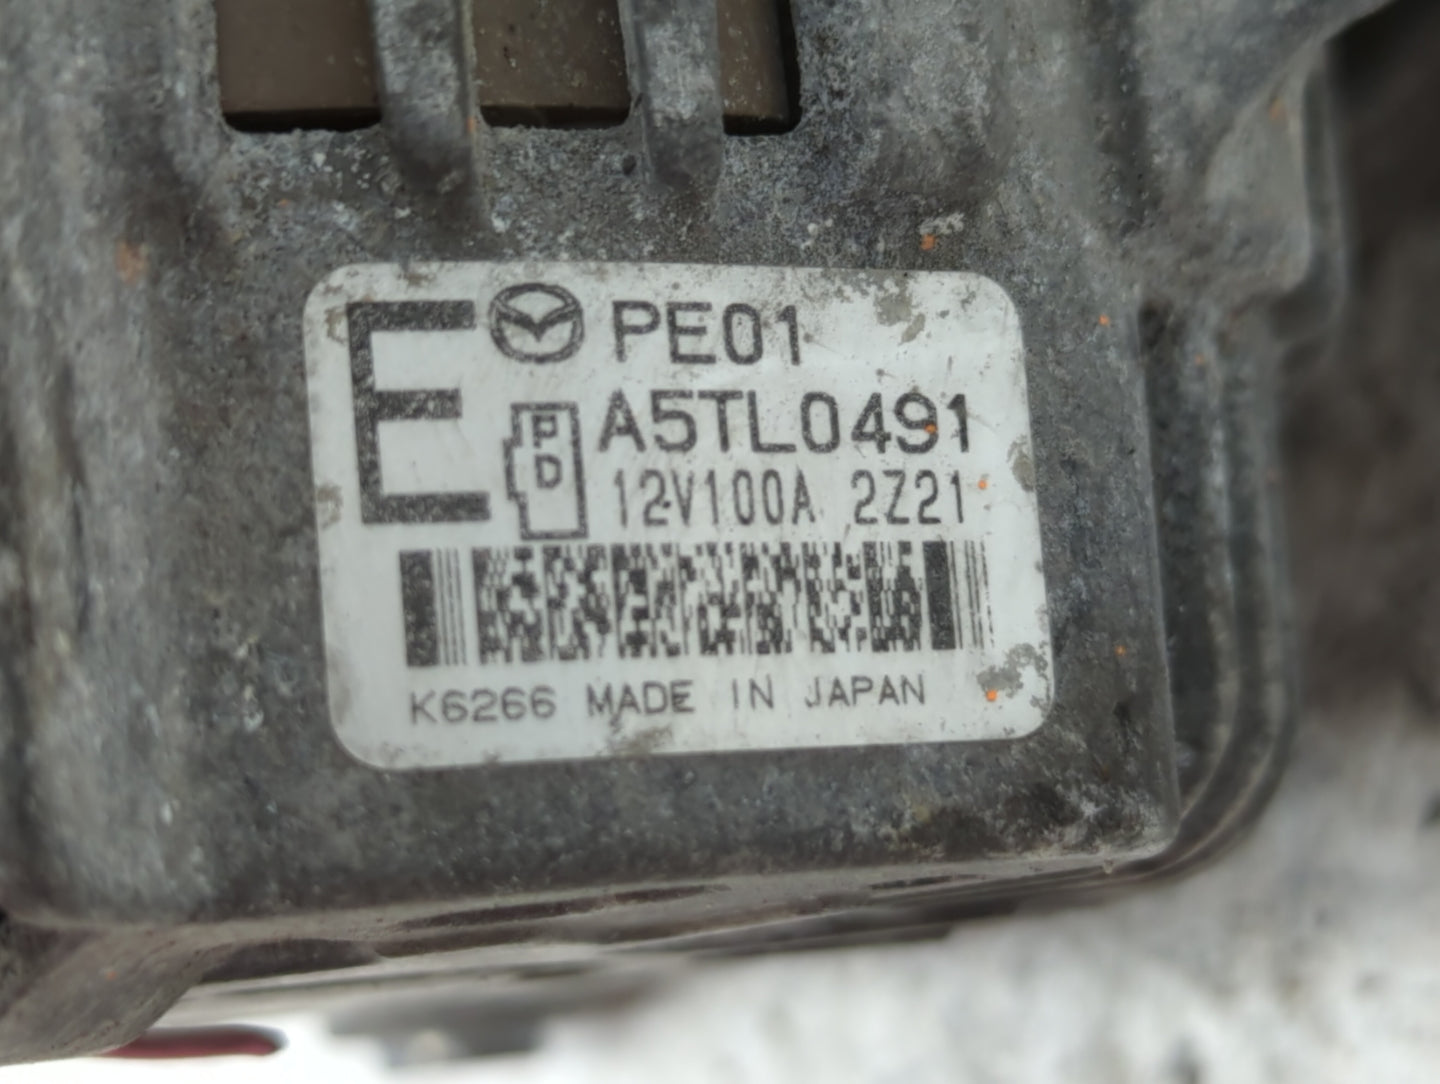 E PE01
A5TL0491
P
D
12V100A 2Z21
K6266 MADE IN JAPAN